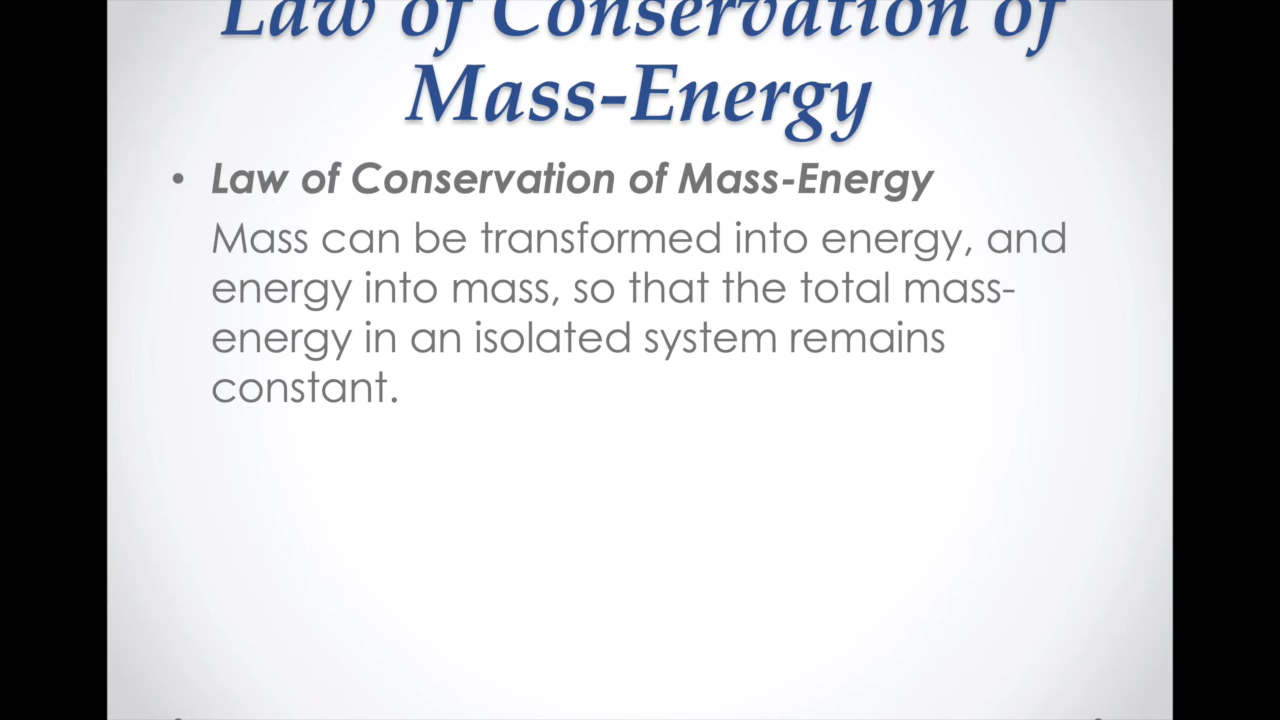 Law of Conservation of
Mass-Energy
• Law of Conservation of Mass-Energy
Mass can be transformed into energy, and
energy into mass, so that the total mass-
energy in an isolated system remains
constant.